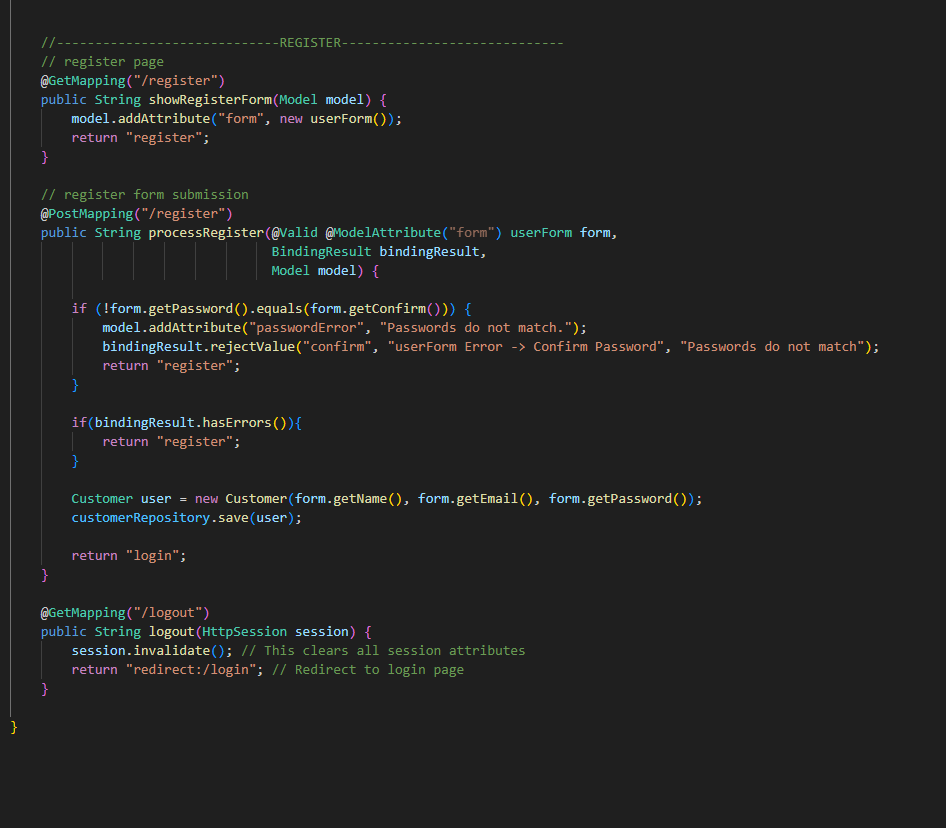 //-----------------------------REGISTER-----------------------------
// register page
@GetMapping("/register")
public String showRegisterForm(Model model) {
model.addAttribute("form", new userForm());
return "register";
}
// register form submission
@PostMapping("/register")
public String processRegister(@Valid @ModelAttribute("form") userForm form,
BindingResult bindingResult,
Model model) {
if (!form.getPassword().equals(form.getConfirm())) {
model.addAttribute("passwordError", "Passwords do not match.");
bindingResult.rejectValue("confirm", "userForm Error -> Confirm Password", "Passwords do not match");
return "register";
}
if(bindingResult.hasErrors()){
return "register";
}
Customer user = new Customer(form.getName(), form.getEmail(), form.getPassword());
customerRepository.save(user);
return "login";
}
@GetMapping("/logout")
public String logout(HttpSession session) {
session.invalidate(); // This clears all session attributes
return "redirect:/login"; // Redirect to login page
}
}